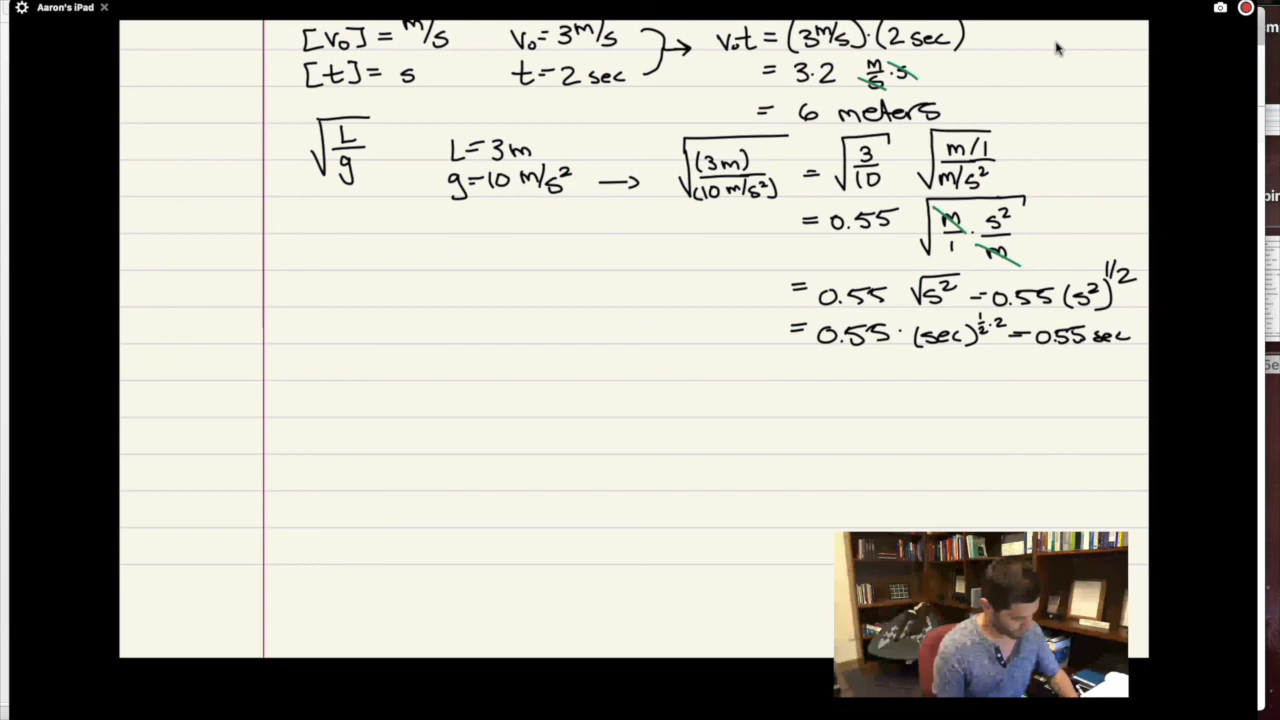 Aaron's iPad
[v₀] = m/s    v₀ = 3 m/s    v₀t = (3 m/s)·(2 sec)
[t] = s    t = 2 sec    = 3·2 m/s · s
= 6 meters
√(L/g)    L = 3m    √((3m)/(10 m/s²)) = √(3/10) √((m/1)/(m/s²))
g = 10 m/s² →
= 0.55 √(m/1 · s²/m)
= 0.55 √s² = 0.55 (s²)^1/2
= 0.55 · (sec)^½·2 = 0.55 sec